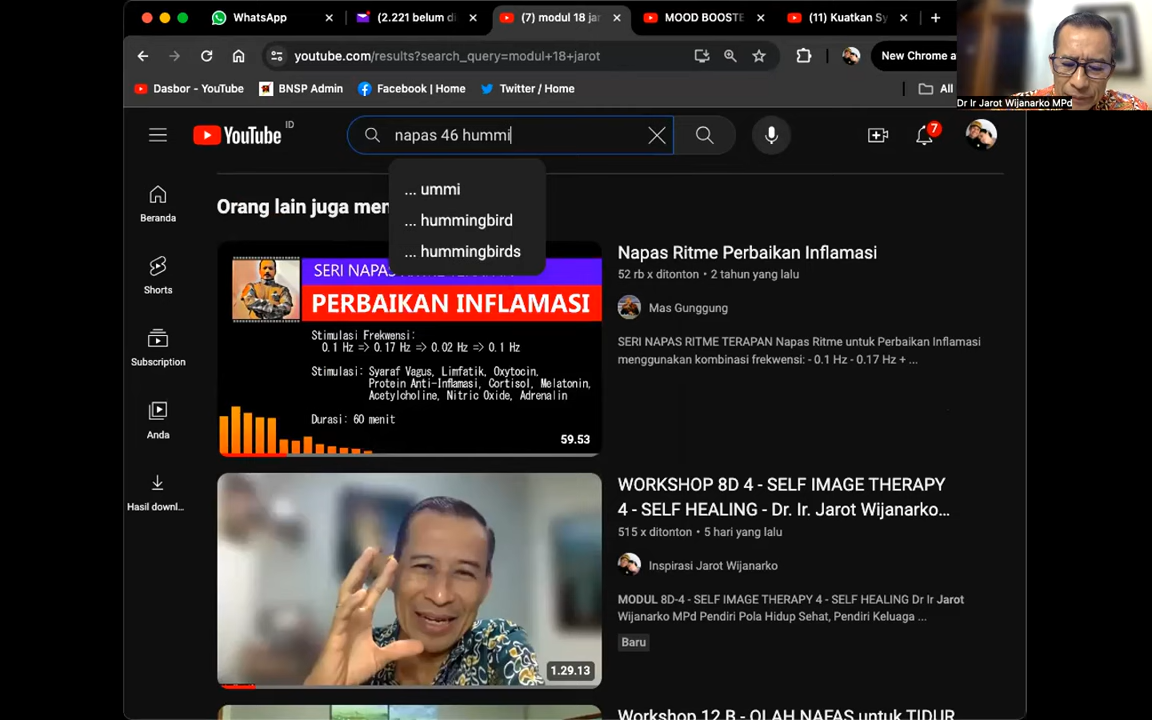 WhatsApp
(2.221 belum di
(7) modul 18 jar
MOOD BOOSTE
(11) Kuatkan Sy
youtube.com/results?search_query=modul+18+jarot
New Chrome a
Dr Ir Jarot Wijanarko MPd
Dasbor - YouTube
BNSP Admin
Facebook | Home
Twitter / Home
All
YouTube ID
napas 46 hummi
7
... ummi
... hummingbird
... hummingbirds
Beranda
Shorts
Subscription
Anda
Hasil downl...
Orang lain juga men
SERI NAPAS
PERBAIKAN INFLAMASI
Stimulasi Frekwensi:
0.1 Hz => 0.17 Hz => 0.02 Hz => 0.1 Hz
Stimulasi: Syaraf Vagus, Limfatik, Oxytocin,
Protein Anti-Inflamasi, Cortisol, Melatonin,
Acetylcholine, Nitric Oxide, Adrenalin
Durasi: 60 menit
59.53
Napas Ritme Perbaikan Inflamasi
52 rb x ditonton • 2 tahun yang lalu
Mas Gunggung
SERI NAPAS RITME TERAPAN Napas Ritme untuk Perbaikan Inflamasi
menggunakan kombinasi frekwensi: - 0.1 Hz - 0.17 Hz + ...
1.29.13
WORKSHOP 8D 4 - SELF IMAGE THERAPY
4 - SELF HEALING - Dr. Ir. Jarot Wijanarko...
515 x ditonton • 5 hari yang lalu
Inspirasi Jarot Wijanarko
MODUL 8D-4 - SELF IMAGE THERAPY 4 - SELF HEALING Dr Ir Jarot
Wijanarko MPd Pendiri Pola Hidup Sehat, Pendiri Keluaga ...
Baru
Workshop 12 B - OLAH NAFAS untuk TIDUR